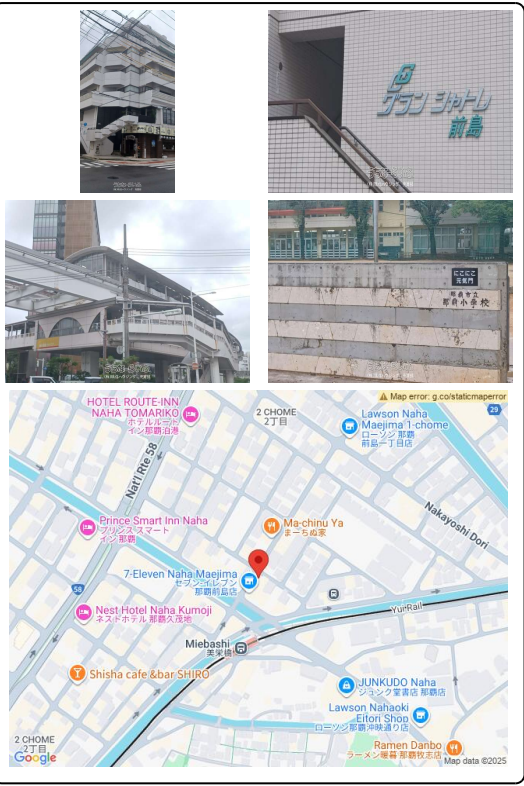 グラン シャトレ
前島
にこにこ
元気門
那覇市立
那覇小学校
Map error: g.co/staticmaperror
HOTEL ROUTE-INN
NAHA TOMARIKO
ホテルルート
イン那覇泊港
2 CHOME
2丁目
Lawson Naha
Maejima 1-chome
ローソン 那覇
前島一丁目店
29
Nat'l Rte 58
Nakayoshi Dori
Prince Smart Inn Naha
プリンス スマート
イン 那覇
Ma-chinu Ya
まーちぬ家
7-Eleven Naha Maejima
セブン-イレブン
那覇前島店
58
Nest Hotel Naha Kumoji
ネストホテル 那覇久茂地
Yui Rail
Miebashi
美栄橋
Shisha cafe &bar SHIRO
JUNKUDO Naha
ジュンク堂書店 那覇店
Lawson Nahaoki
Eitori Shop
ローソン那覇沖映通り店
2 CHOME
2丁目
Ramen Danbo
ラーメン暖暮 那覇牧志店
Google
Map data ©2025